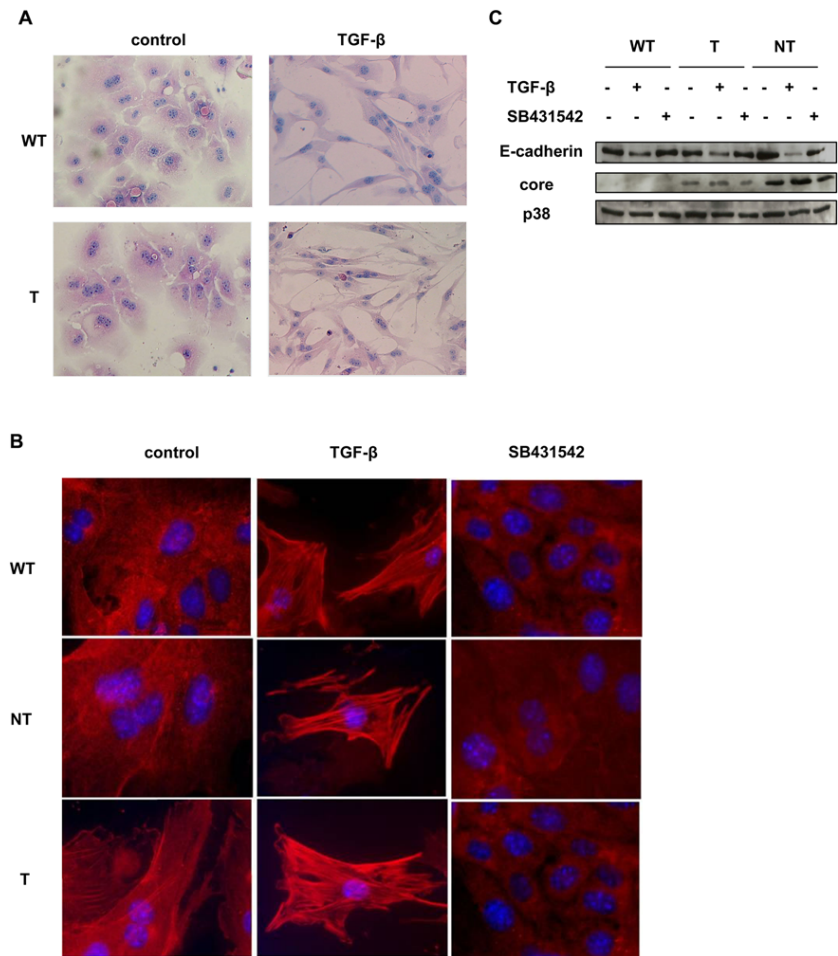 A
control TGF-β
WT
T
B
control TGF-β SB431542
WT
NT
T
C
WT T NT
TGF-β - + - - + - - + -
SB431542 - - + - - + - - +
E-cadherin
core
p38